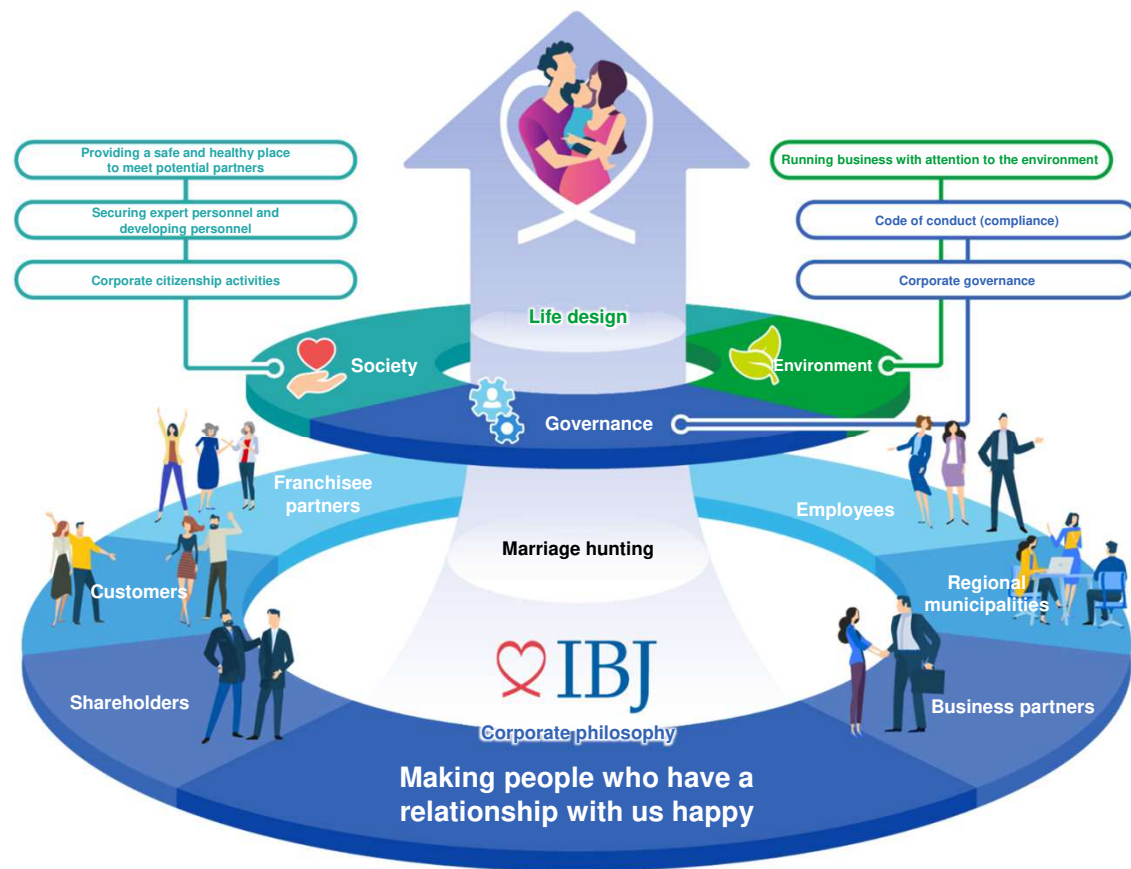 Providing a safe and healthy place
to meet potential partners
Securing expert personnel and
developing personnel
Corporate citizenship activities
Running business with attention to the environment
Code of conduct (compliance)
Corporate governance
Life design
Society
Environment
Governance
Franchisee
partners
Employees
Marriage hunting
Customers
Regional
municipalities
IBJ
Shareholders
Business partners
Corporate philosophy
Making people who have a
relationship with us happy